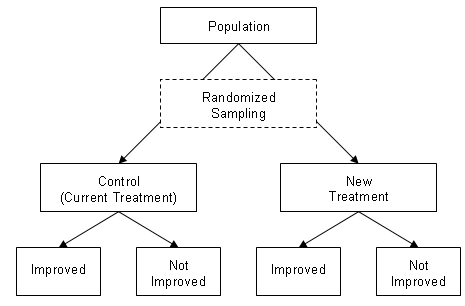 Population
Randomized
Sampling
Control
(Current Treatment)
New
Treatment
Improved
Not
Improved
Improved
Not
Improved